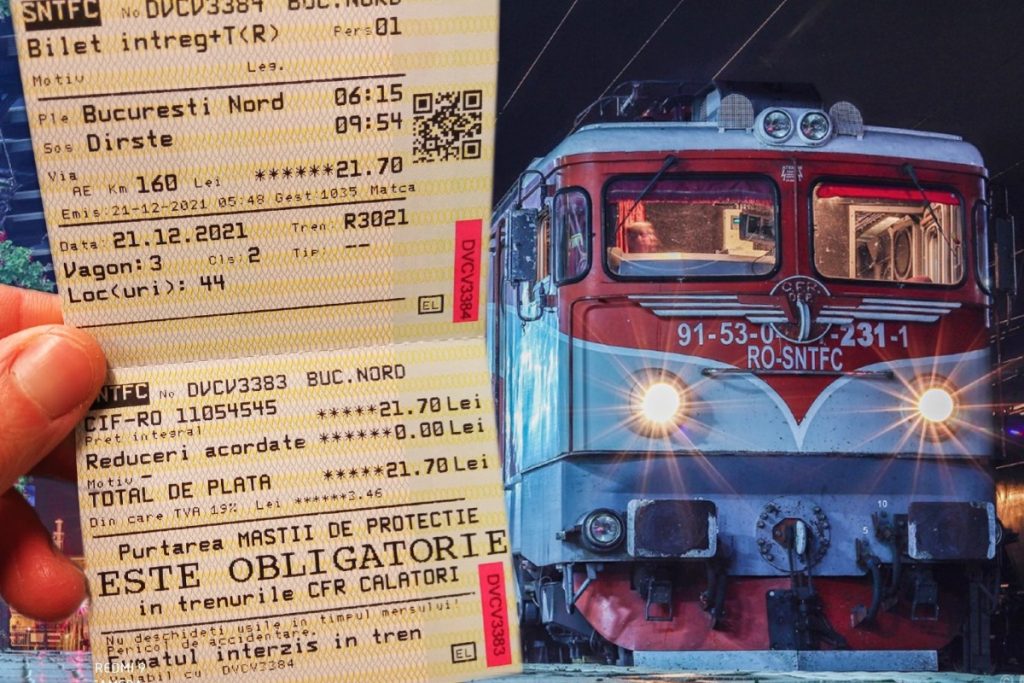 SNTFC No DVCV3384 BUC.NORD
Bilet intreg+T(R) Pers 01
Motiv Leg.
Ple Bucuresti Nord 06:15
Sos Dirste 09:54
Via
AE Km 160 Lei ******21.70
Emis:21-12-2021 05:48 Gest:1035 Matca
Data: 21.12.2021 Tren: R3021
Vagon: 3 Cls: 2 Tip: --
Loc(uri): 44
EL
DVCV3384
SNTFC No DVCV3383 BUC.NORD
CIF-RO 11054545 *****21.70 Lei
Pret integral
Reduceri acordate ******0.00 Lei
Motiv –
TOTAL DE PLATA *****21.70 Lei
Din care TVA 19% Lei ******3.46
Purtarea MASTII DE PROTECTIE
ESTE OBLIGATORIE
in trenurile CFR CALATORI
Nu deschideti usile in timpul mersului!
Pericol de accidentare.
atul interzis in tren
Valabil cu DVCV3384
EL
DVCV3383
REDMI 9
CFR
91-53-0 231-1
RO-SNTFC
10
5